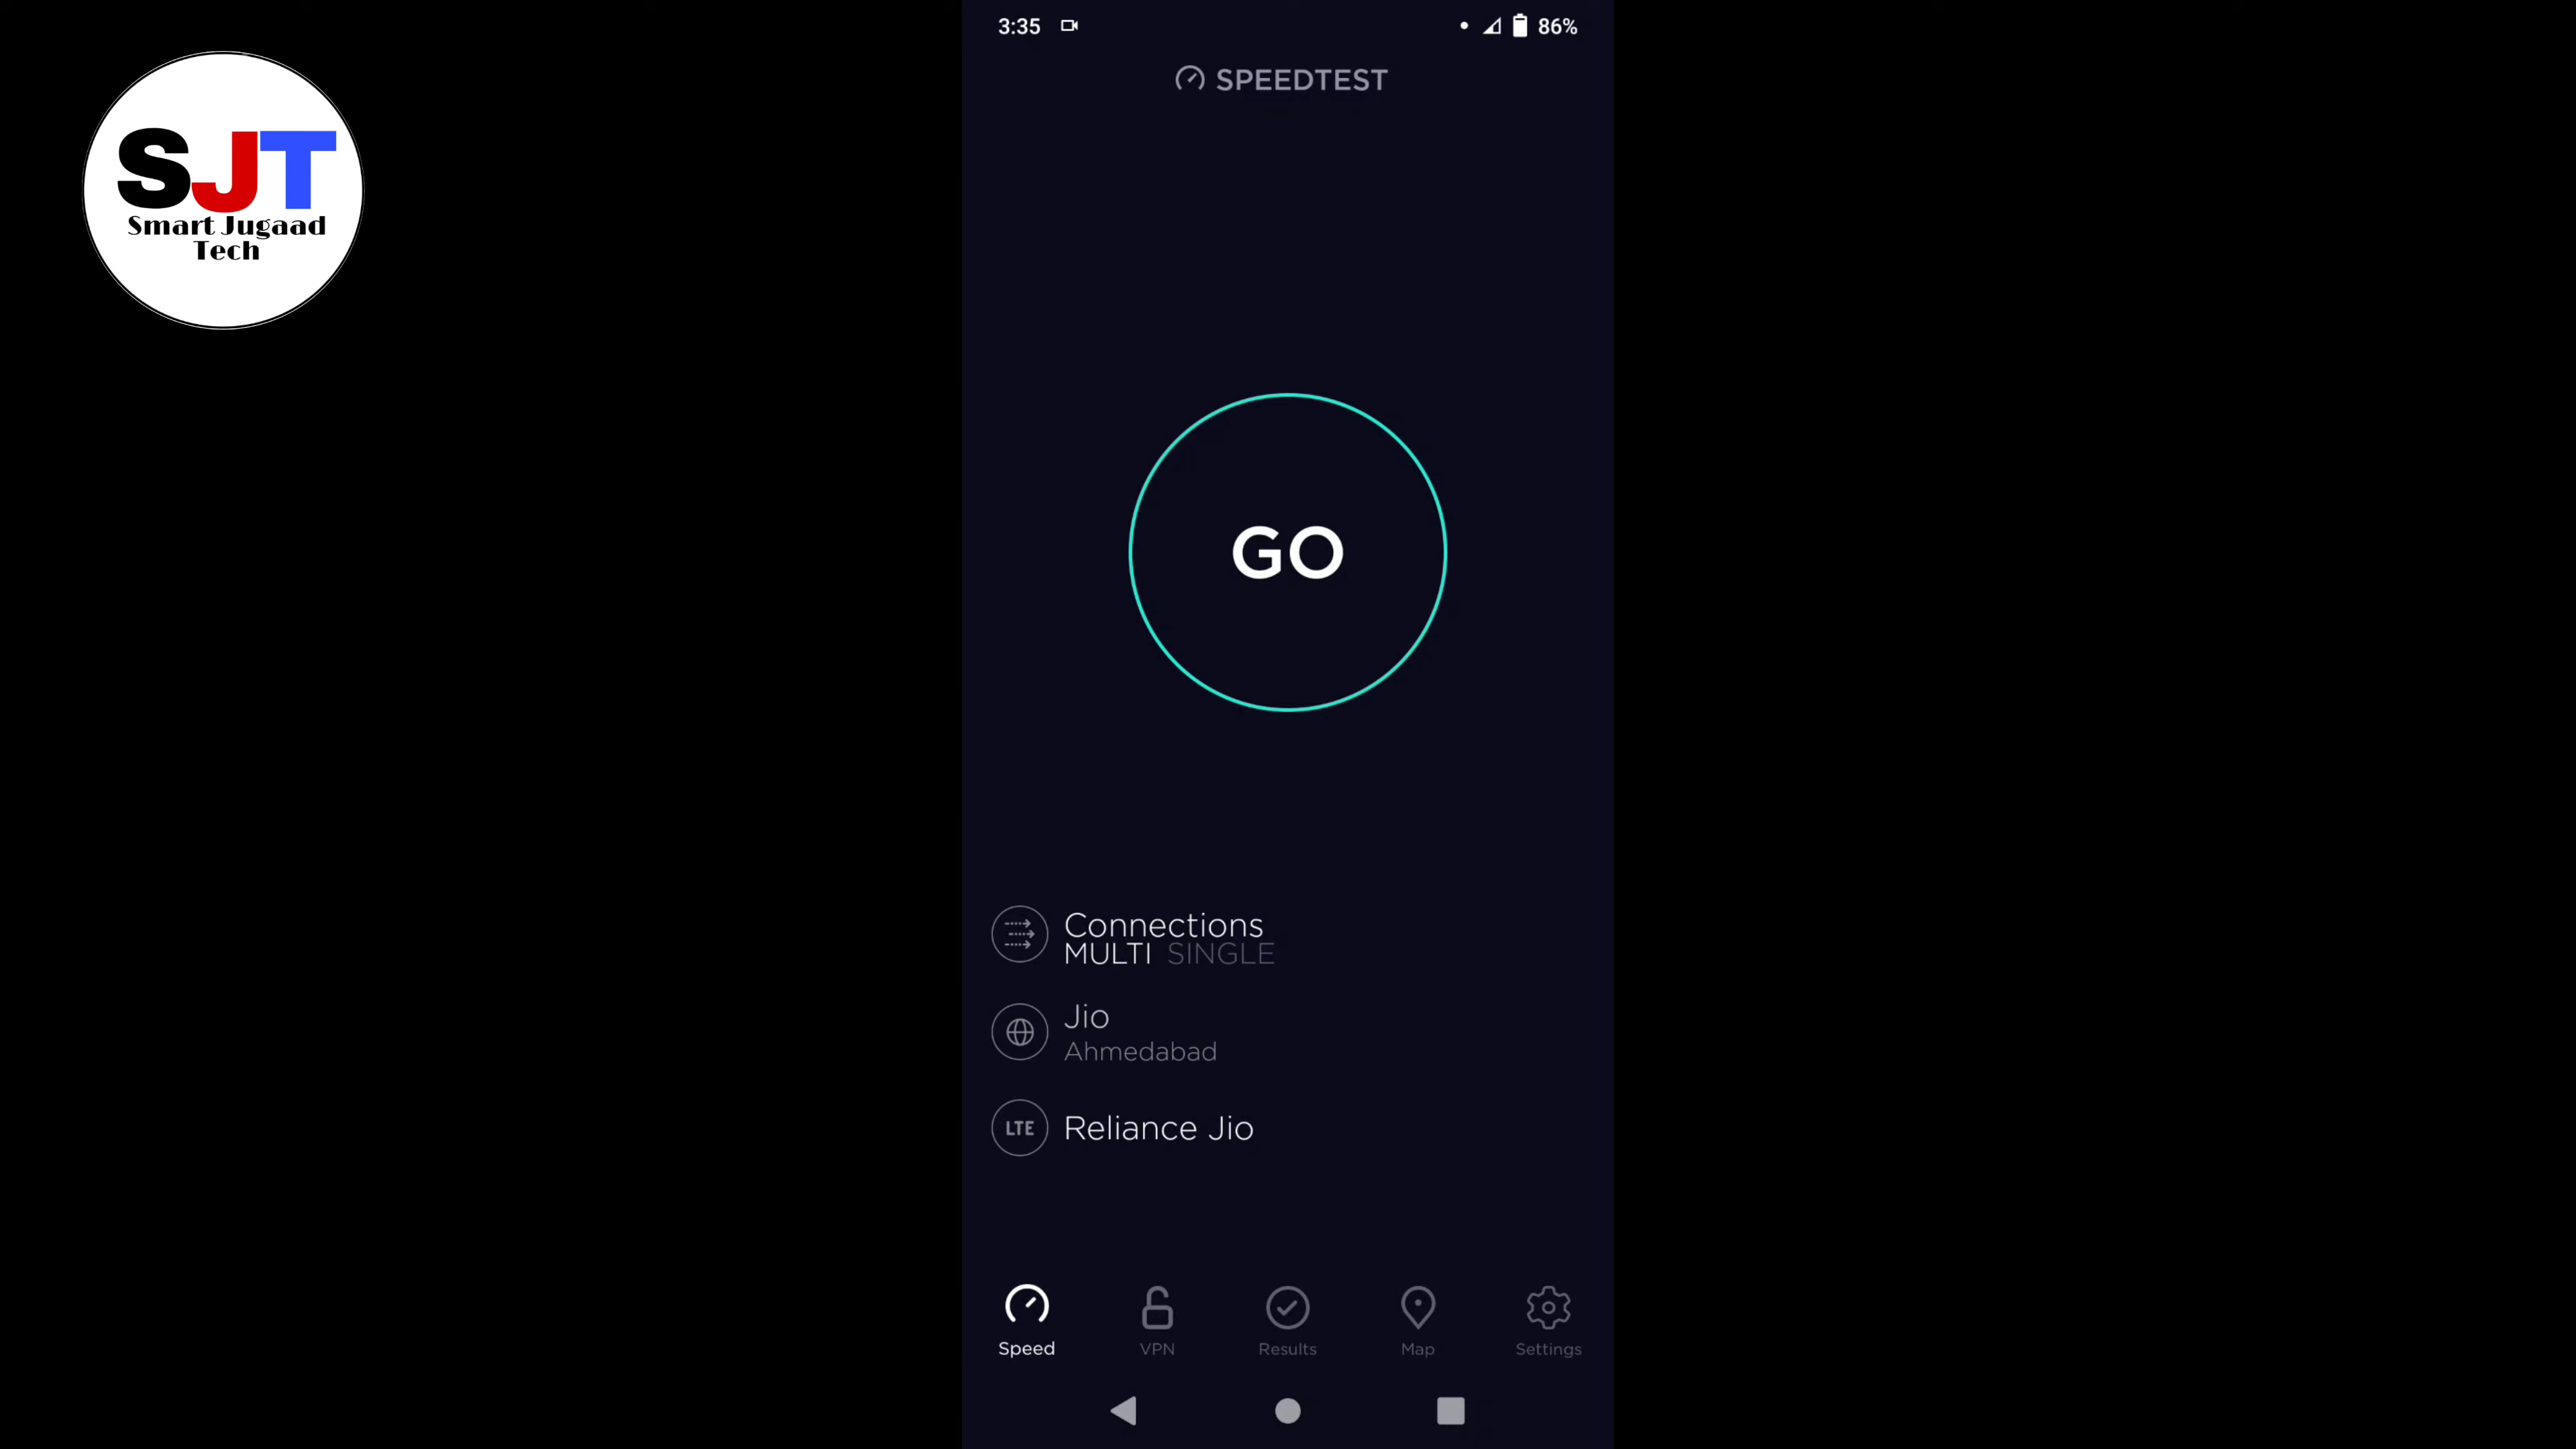 SJT
Smart Jugaad
Tech
3:35
86%
SPEEDTEST
GO
Connections
MULTI SINGLE
Jio
Ahmedabad
LTE
Reliance Jio
Speed
VPN
Results
Map
Settings